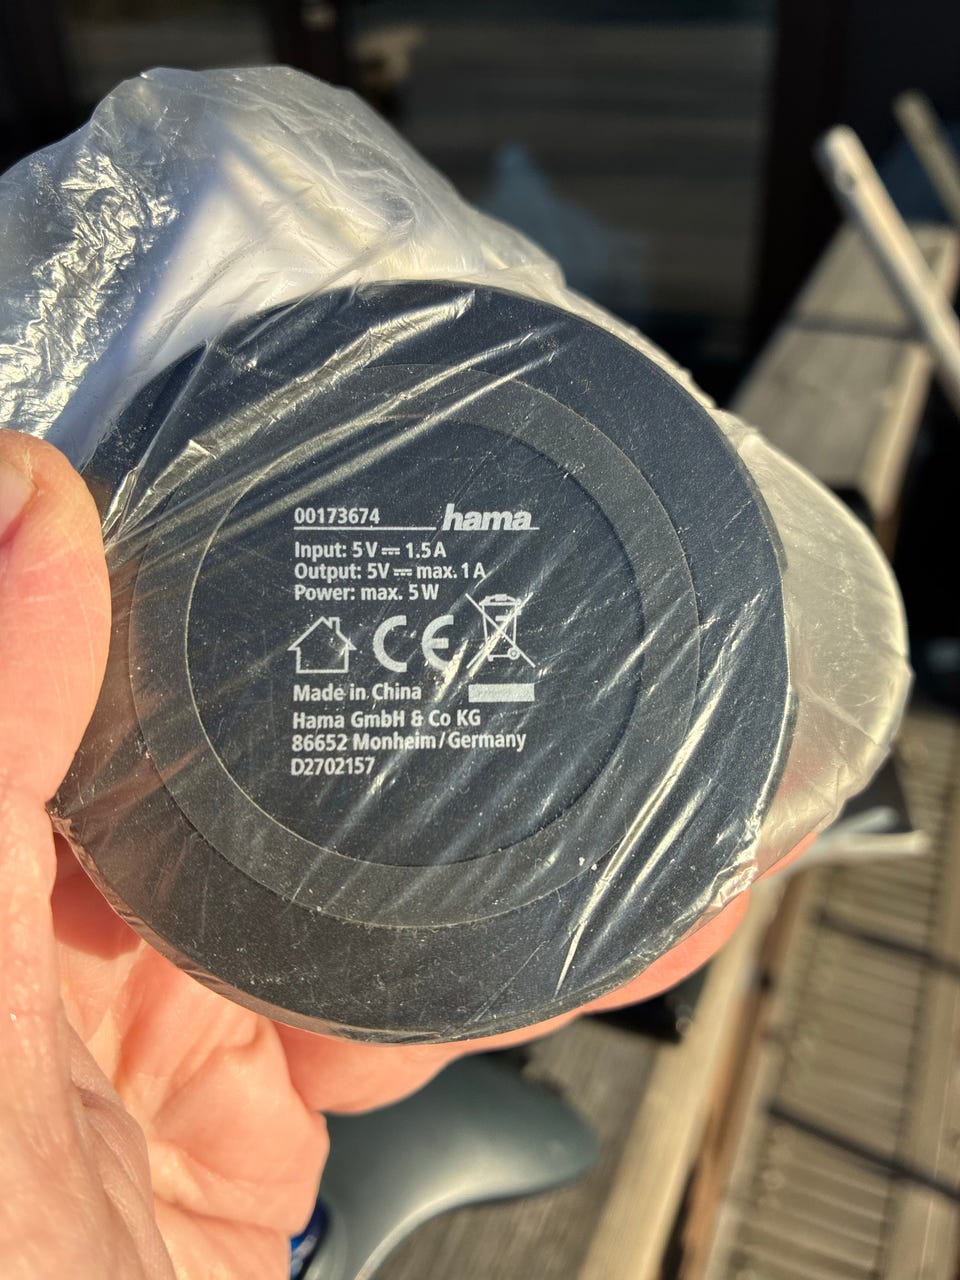 00173674 hama
Input: 5V⎓ 1.5A
Output: 5V⎓ max. 1A
Power: max. 5W
CE
Made in China
Hama GmbH & Co KG
86652 Monheim/Germany
D2702157